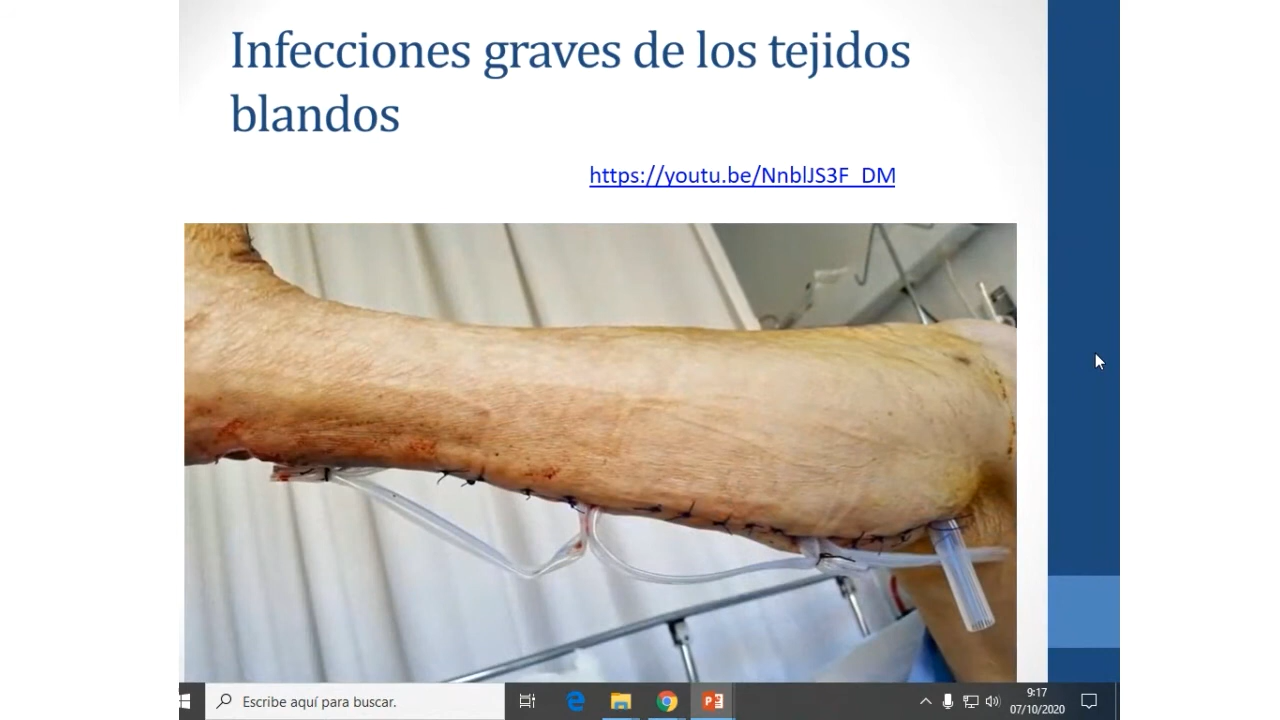 Infecciones graves de los tejidos
blandos
https://youtu.be/NnblJS3F_DM
Escribe aquí para buscar.
9:17
07/10/2020